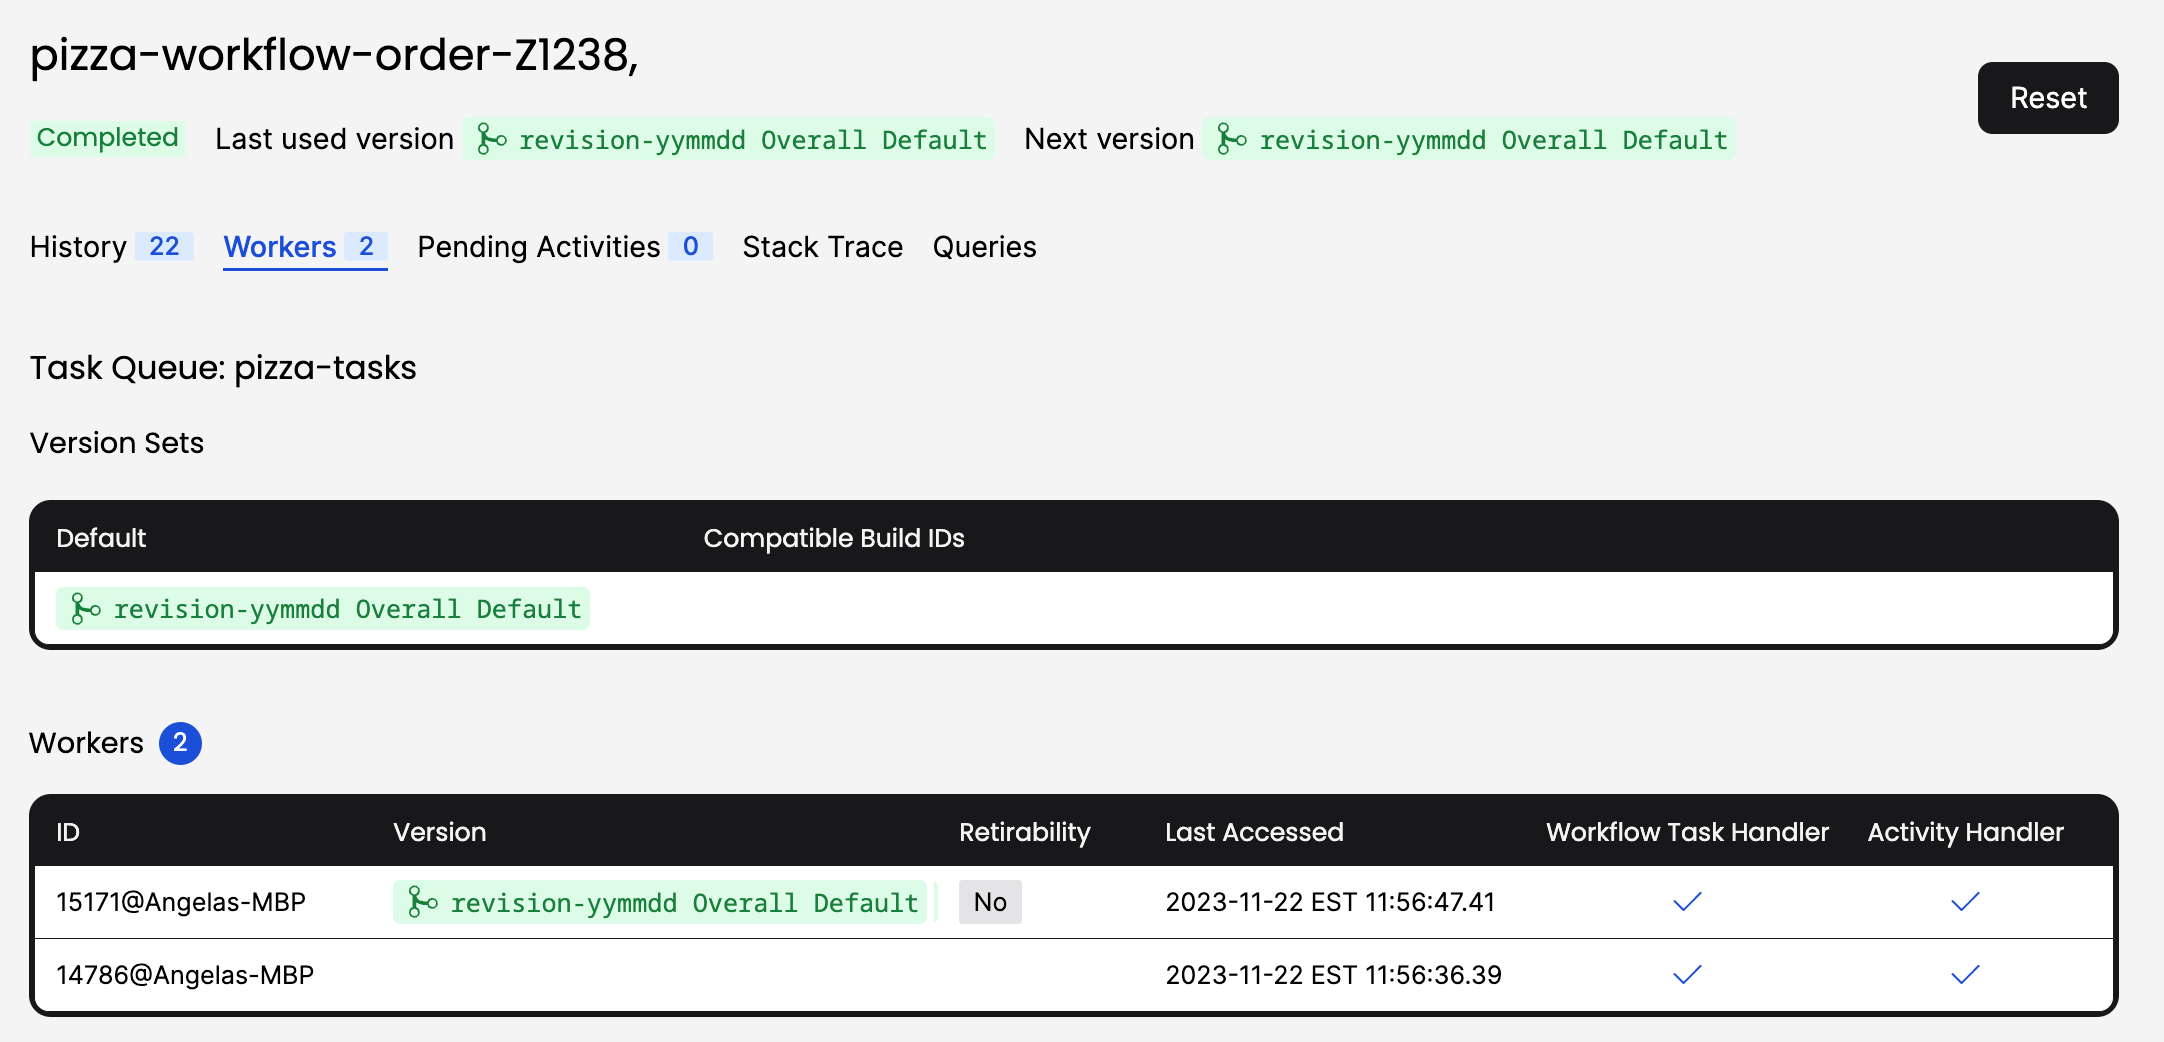 pizza-workflow-order-Z1238,
Reset
Completed Last used version revision-yymmdd Overall Default Next version revision-yymmdd Overall Default
History 22 Workers 2 Pending Activities 0 Stack Trace Queries
Task Queue: pizza-tasks
Version Sets
Default Compatible Build IDs
revision-yymmdd Overall Default
Workers 2
ID Version Retirability Last Accessed Workflow Task Handler Activity Handler
15171@Angelas-MBP revision-yymmdd Overall Default No 2023-11-22 EST 11:56:47.41
14786@Angelas-MBP 2023-11-22 EST 11:56:36.39